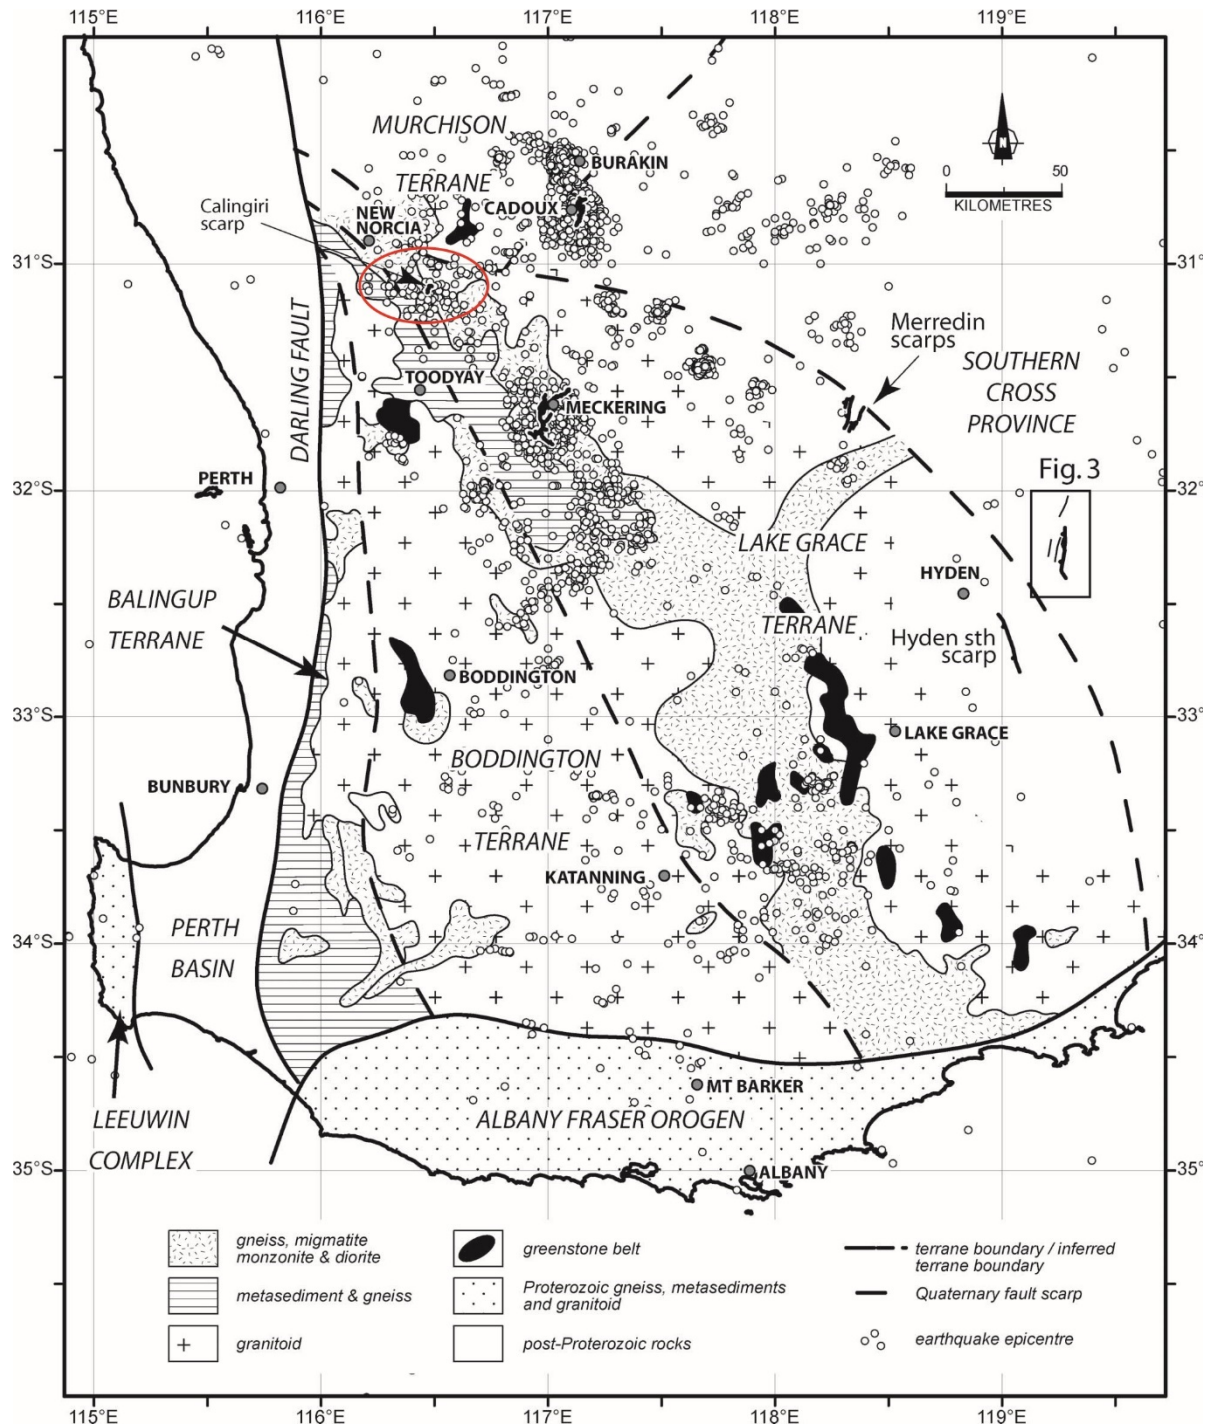 115°E
116°E
117°E
118°E
119°E
MURCHISON
TERRANE
BURAKIN
CADOUX
Calingiri
scarp
NEW
NORCIA
N
0
50
KILOMETRES
31°S
31°
DARLING FAULT
TOODYAY
MECKERING
Merredin
scarps
SOUTHERN
CROSS
PROVINCE
PERTH
Fig. 3
32°S
32°
LAKE GRACE
TERRANE
HYDEN
Hyden sth
scarp
BALINGUP
TERRANE
BODDINGTON
33°S
33°
LAKE GRACE
BODDINGTON
TERRANE
BUNBURY
KATANNING
PERTH
BASIN
34°S
34°
MT BARKER
ALBANY FRASER OROGEN
LEEUWIN
COMPLEX
35°S
35°
ALBANY
gneiss, migmatite
monzonite & diorite
metasediment & gneiss
granitoid
greenstone belt
Proterozoic gneiss, metasediments
and granitoid
post-Proterozoic rocks
terrane boundary / inferred
terrane boundary
Quaternary fault scarp
earthquake epicentre
115°E
116°E
117°E
118°E
119°E